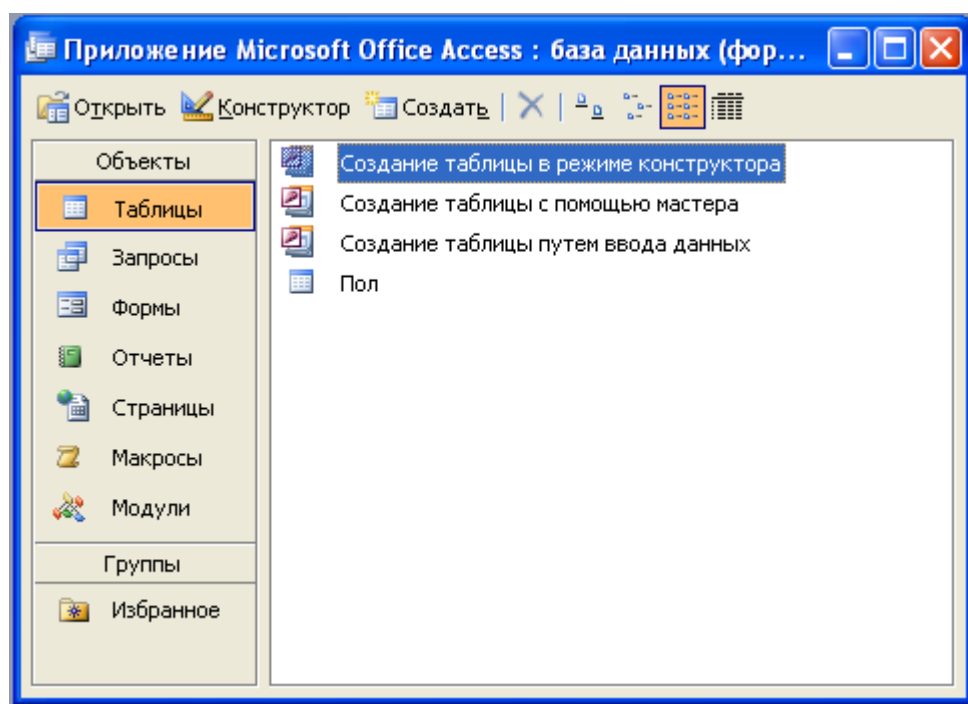 Приложение Microsoft Office Access : база данных (фор...
Открыть Конструктор Создать
Объекты
Таблицы
Запросы
Формы
Отчеты
Страницы
Макросы
Модули
Группы
Избранное
Создание таблицы в режиме конструктора
Создание таблицы с помощью мастера
Создание таблицы путем ввода данных
Пол